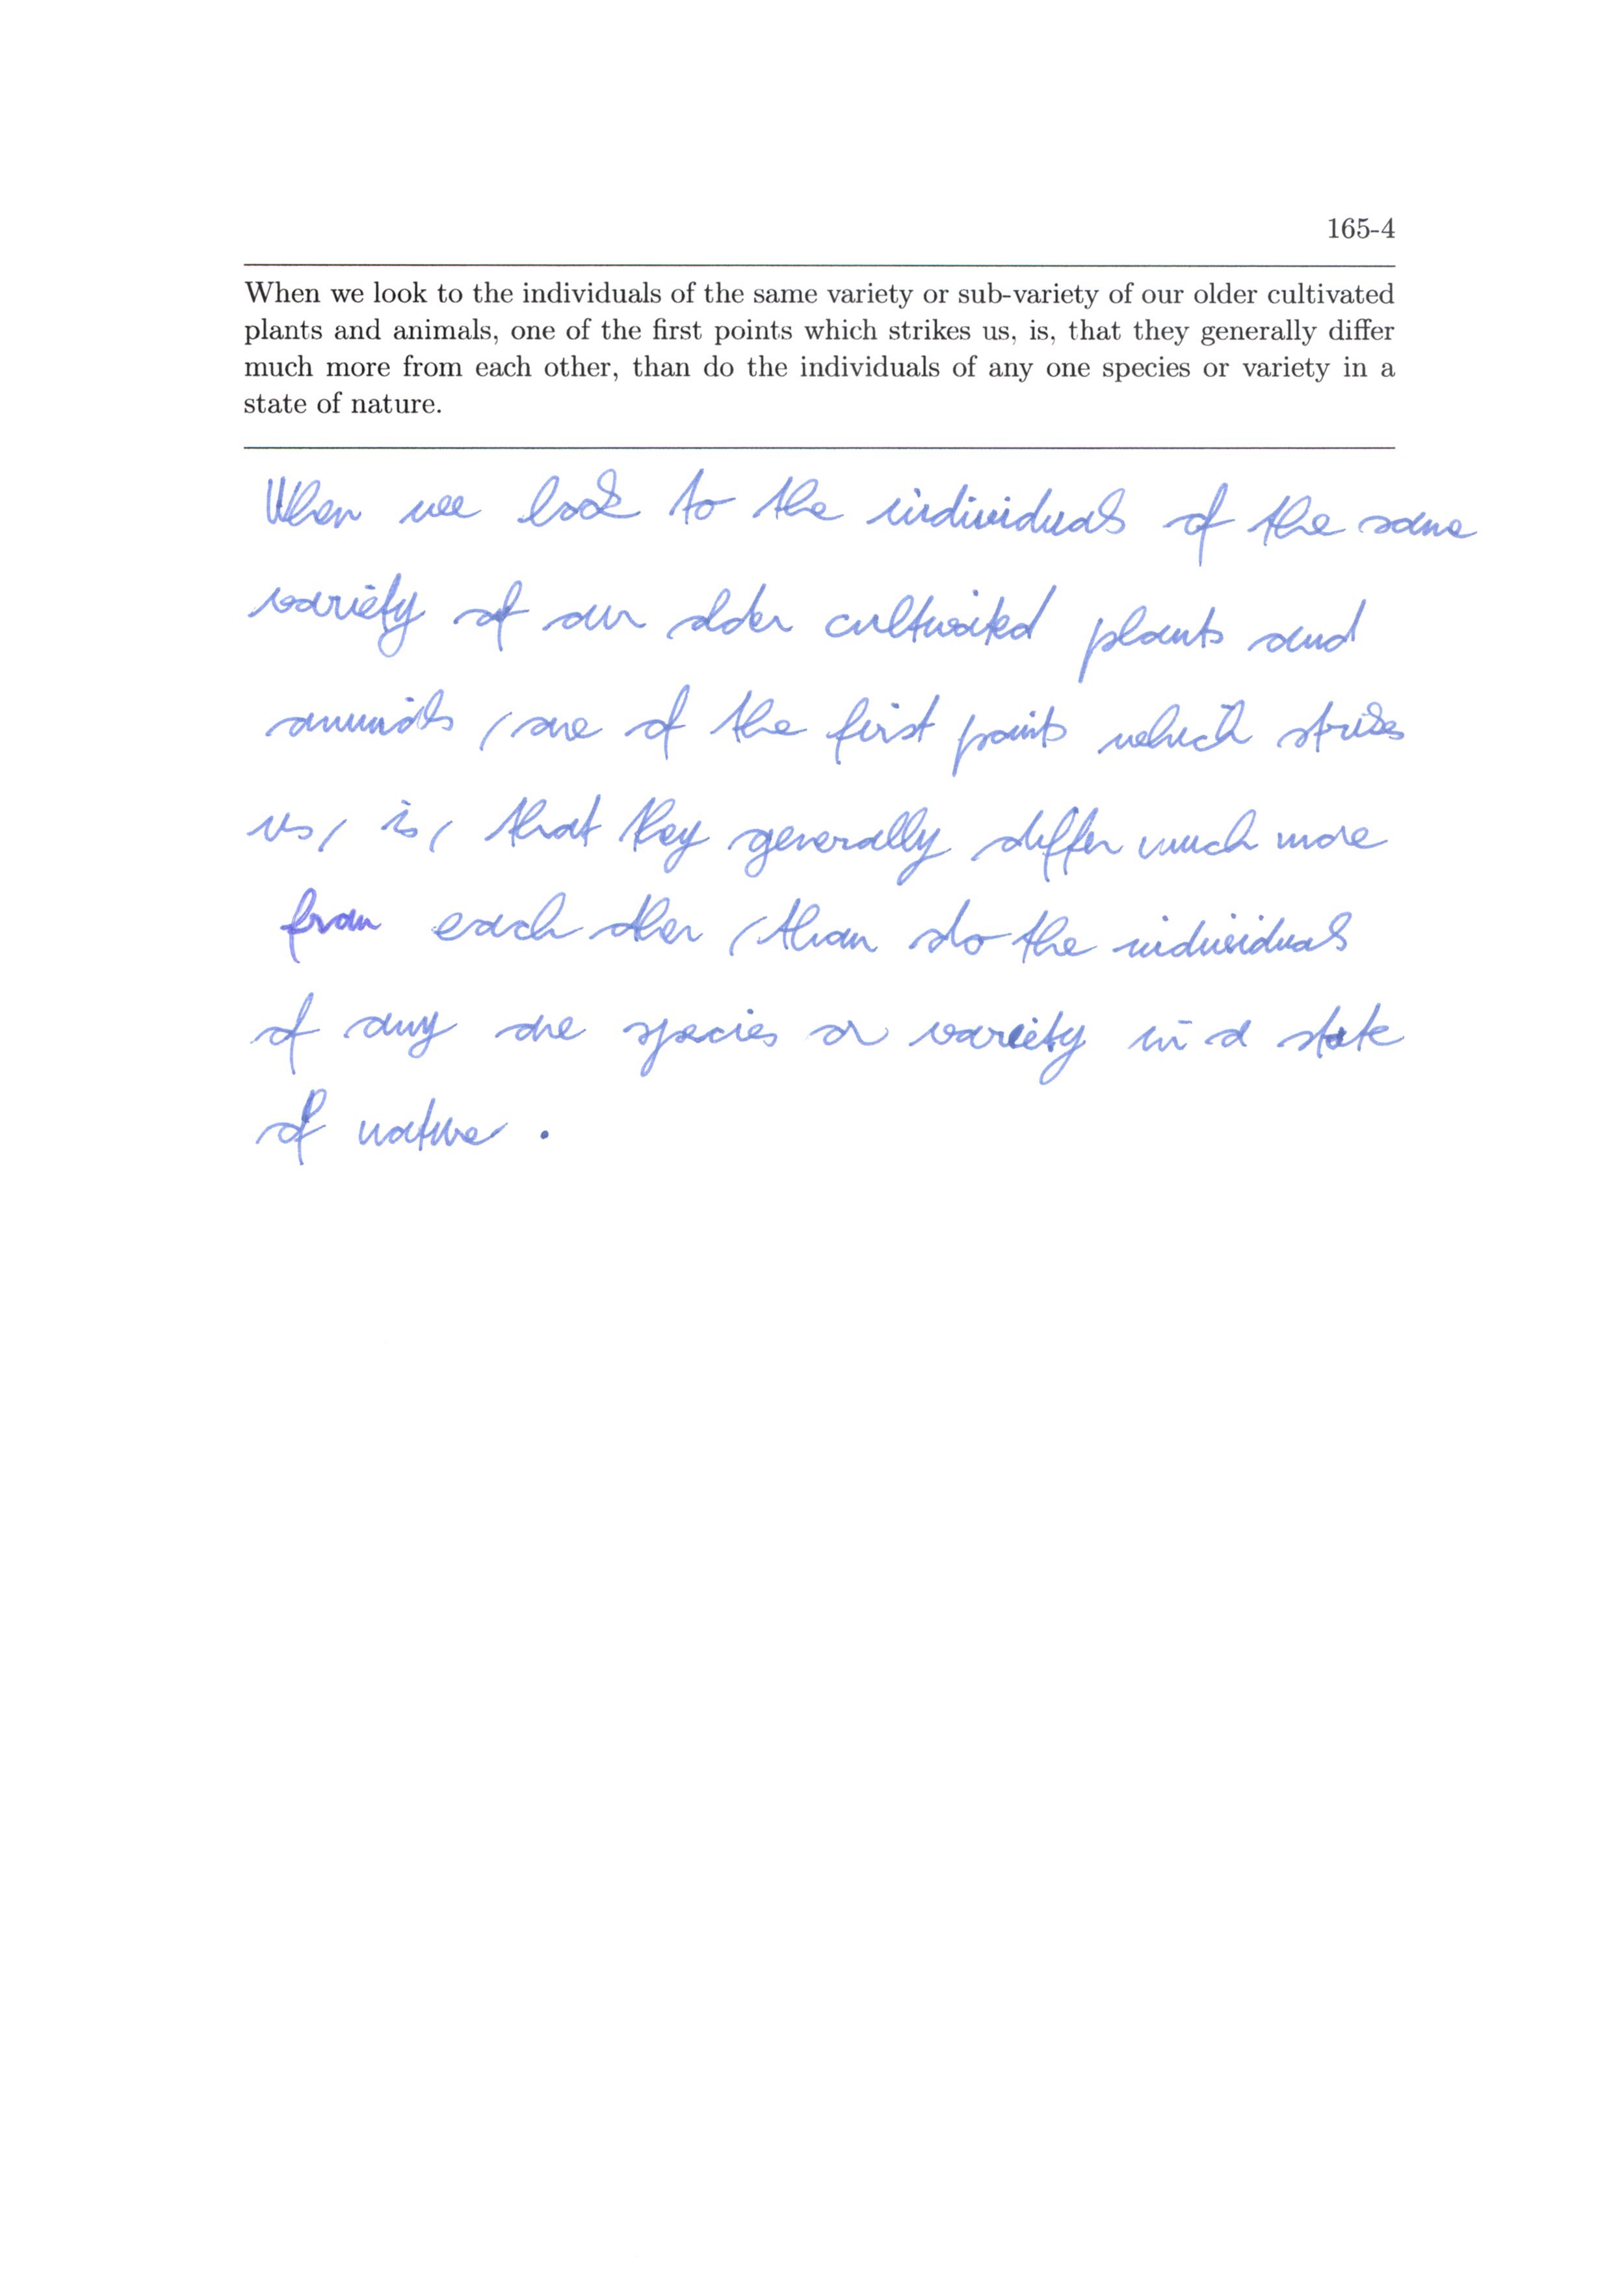 165-4
When we look to the individuals of the same variety or sub-variety of our older cultivated
plants and animals, one of the first points which strikes us, is, that they generally differ
much more from each other, than do the individuals of any one species or variety in a
state of nature.
When we look to the individuals of the same
variety of our older cultivated plants and
animals, one of the first points which strikes
us, is, that they generally differ much more
from each other, than do the individuals
of any one species or variety in a state
of nature.